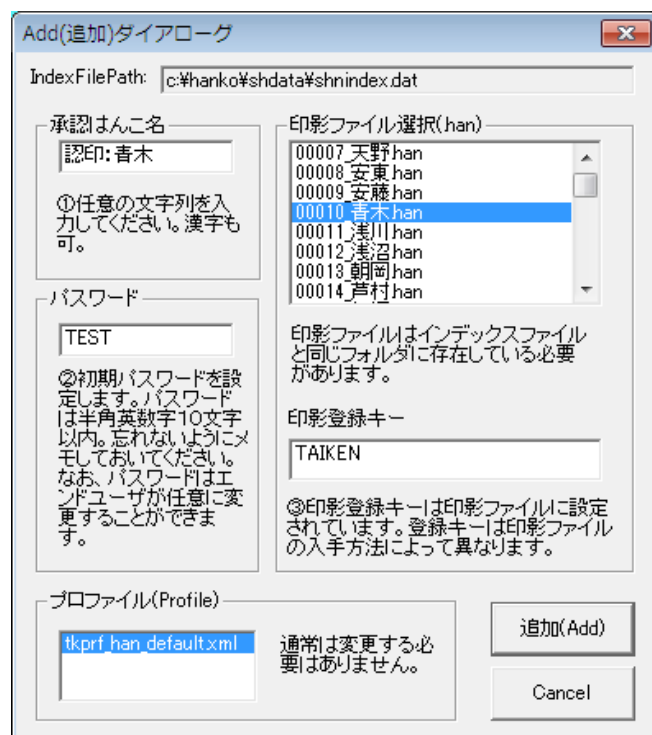 Add(追加)ダイアローグ
IndexFilePath: c:¥hanko¥shdata¥shnindex.dat
承認はんこ名
認印:青木
①任意の文字列を入
力してください。漢字も
可。
パスワード
TEST
②初期パスワードを設
定します。パスワード
は半角英数字10文字
以内。忘れないようにメ
モしておいてください。
なお、パスワードはエ
ンドユーザが任意に変
更することができま
す。
印影ファイル選択(.han)
00007_天野.han
00008_安東.han
00009_安藤.han
00010_青木.han
00011_浅川.han
00012_浅沼.han
00013_朝岡.han
00014_芦村.han
印影ファイルはインデックスファイル
と同じフォルダに存在している必要
があります。
印影登録キー
TAIKEN
③印影登録キーは印影ファイルに設定
されています。登録キーは印影ファイル
の入手方法によって異なります。
プロファイル(Profile)
tkprf_han_default.xml
通常は変更する必
要はありません。
追加(Add)
Cancel